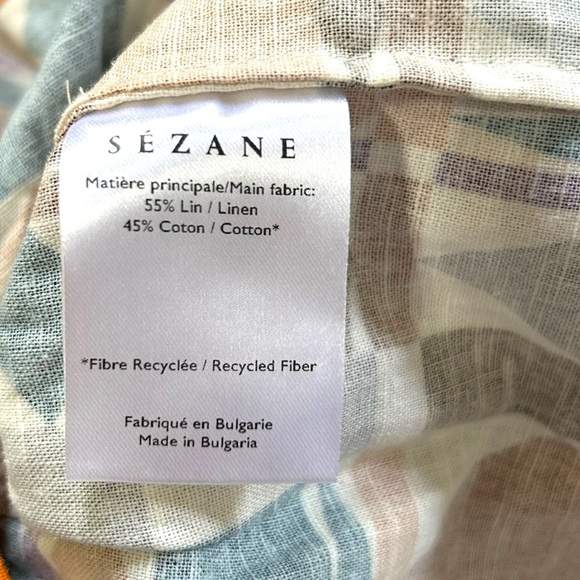 SÉZANE
Matière principale/Main fabric:
55% Lin / Linen
45% Coton / Cotton*
*Fibre Recyclée / Recycled Fiber
Fabriqué en Bulgarie
Made in Bulgaria